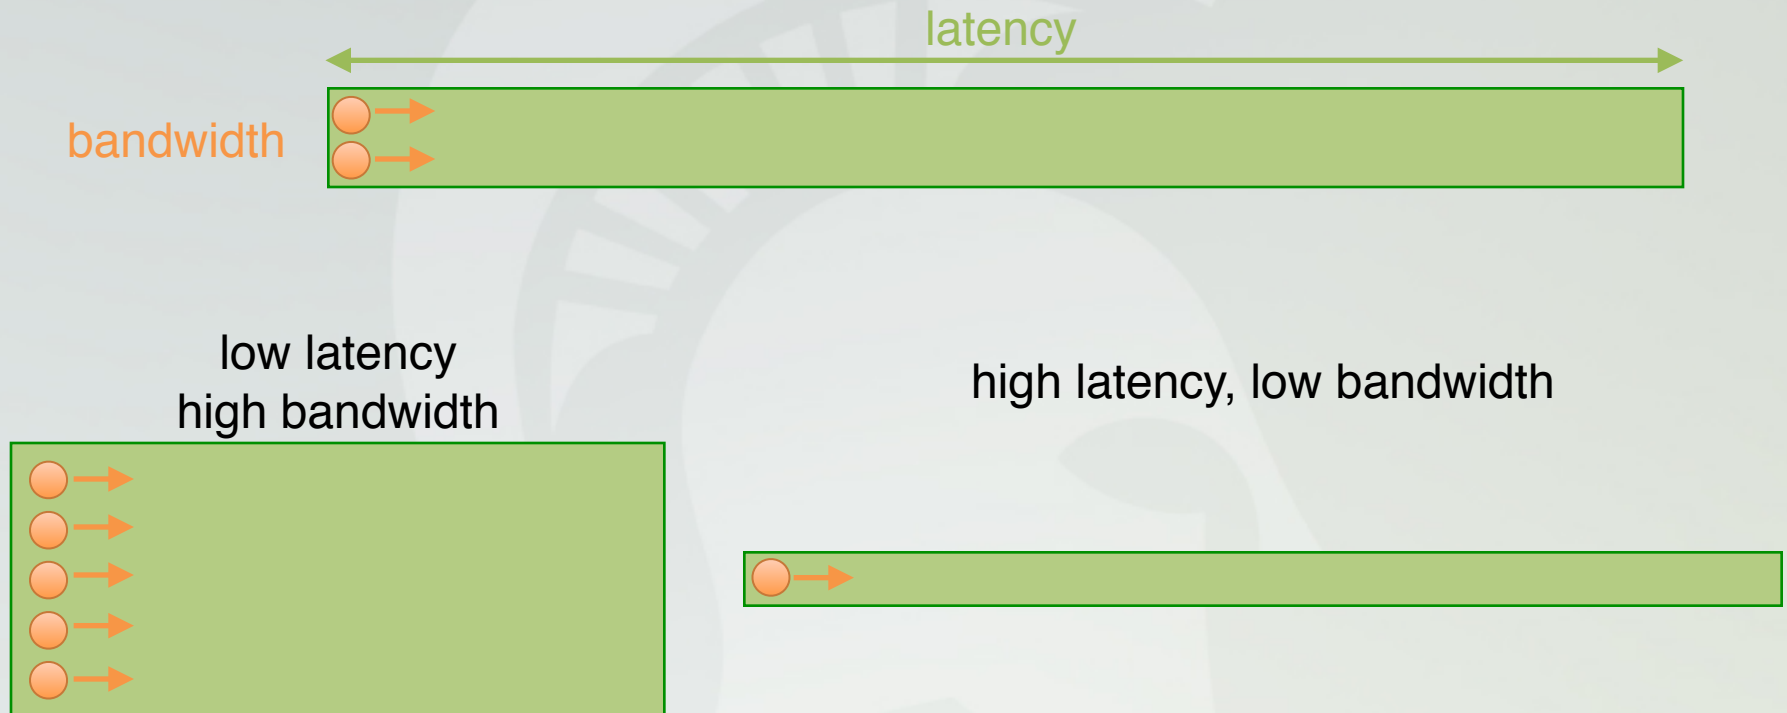 latency
bandwidth
low latency
high bandwidth
high latency, low bandwidth